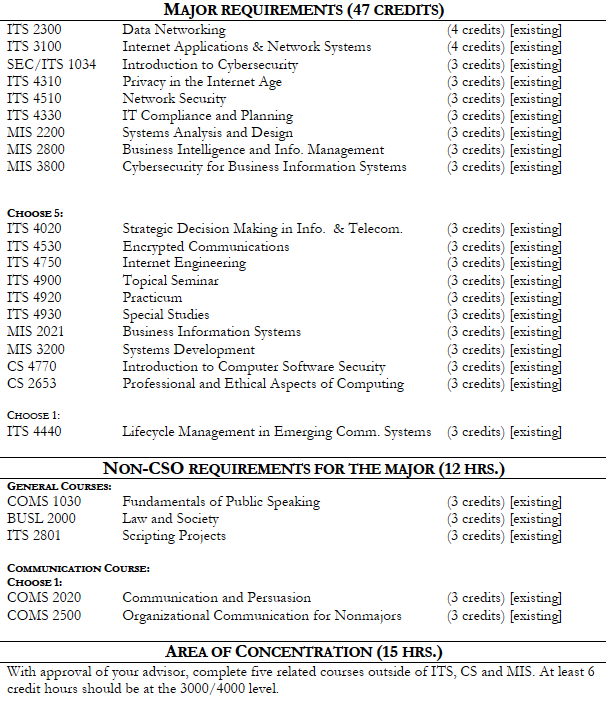 MAJOR REQUIREMENTS (47 CREDITS)
ITS 2300 Data Networking (4 credits) [existing]
ITS 3100 Internet Applications & Network Systems (4 credits) [existing]
SEC/ITS 1034 Introduction to Cybersecurity (3 credits) [existing]
ITS 4310 Privacy in the Internet Age (3 credits) [existing]
ITS 4510 Network Security (3 credits) [existing]
ITS 4330 IT Compliance and Planning (3 credits) [existing]
MIS 2200 Systems Analysis and Design (3 credits) [existing]
MIS 2800 Business Intelligence and Info. Management (3 credits) [existing]
MIS 3800 Cybersecurity for Business Information Systems (3 credits) [existing]
CHOOSE 5:
ITS 4020 Strategic Decision Making in Info. & Telecom. (3 credits) [existing]
ITS 4530 Encrypted Communications (3 credits) [existing]
ITS 4750 Internet Engineering (3 credits) [existing]
ITS 4900 Topical Seminar (3 credits) [existing]
ITS 4920 Practicum (3 credits) [existing]
ITS 4930 Special Studies (3 credits) [existing]
MIS 2021 Business Information Systems (3 credits) [existing]
MIS 3200 Systems Development (3 credits) [existing]
CS 4770 Introduction to Computer Software Security (3 credits) [existing]
CS 2653 Professional and Ethical Aspects of Computing (3 credits) [existing]
CHOOSE 1:
ITS 4440 Lifecycle Management in Emerging Comm. Systems (3 credits) [existing]
NON-CSO REQUIREMENTS FOR THE MAJOR (12 HRS.)
GENERAL COURSES:
COMS 1030 Fundamentals of Public Speaking (3 credits) [existing]
BUSL 2000 Law and Society (3 credits) [existing]
ITS 2801 Scripting Projects (3 credits) [existing]
COMMUNICATION COURSE:
CHOOSE 1:
COMS 2020 Communication and Persuasion (3 credits) [existing]
COMS 2500 Organizational Communication for Nonmajors (3 credits) [existing]
AREA OF CONCENTRATION (15 HRS.)
With approval of your advisor, complete five related courses outside of ITS, CS and MIS. At least 6
credit hours should be at the 3000/4000 level.